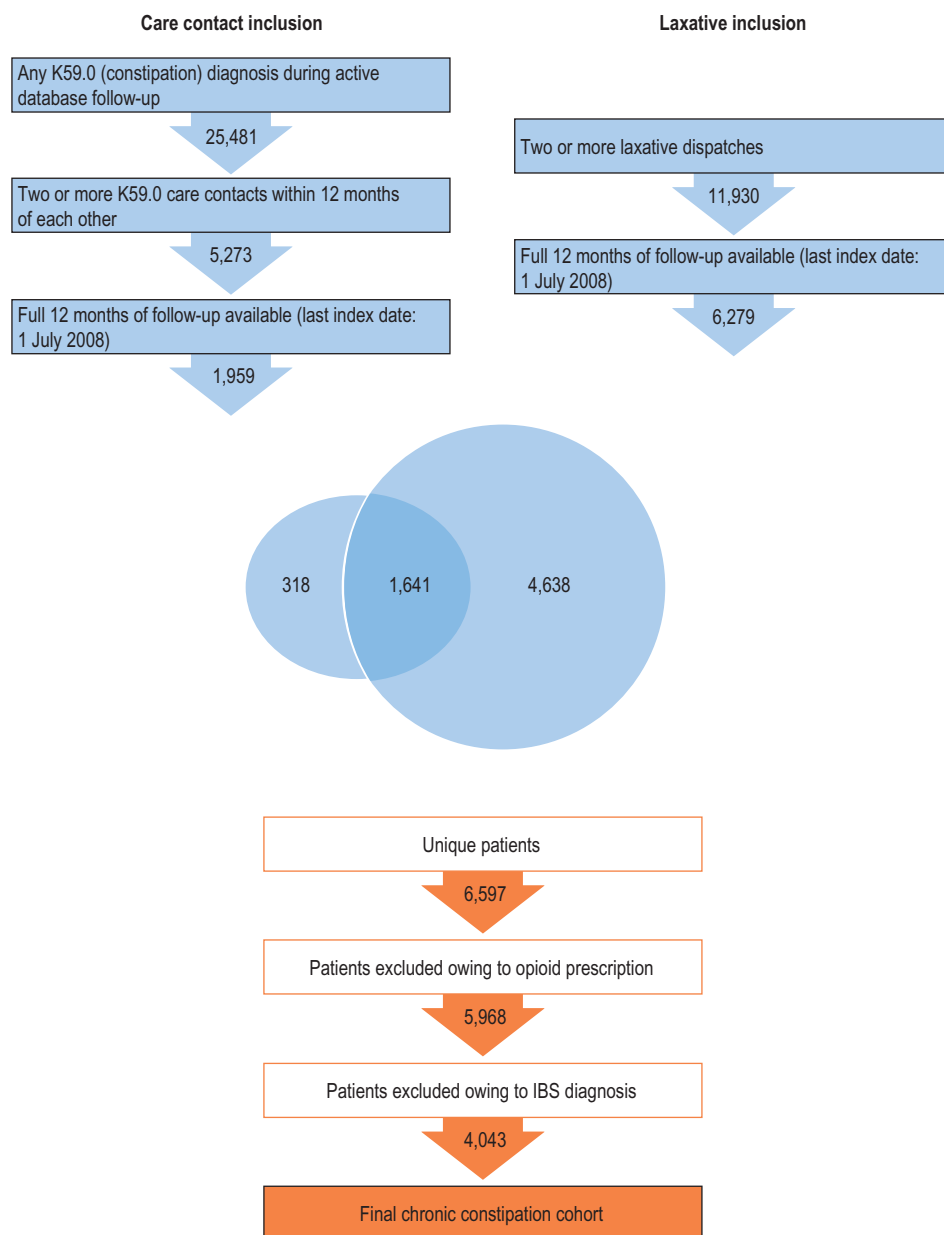 Care contact inclusion
Any K59.0 (constipation) diagnosis during active
database follow-up
25,481
Two or more K59.0 care contacts within 12 months
of each other
5,273
Full 12 months of follow-up available (last index date:
1 July 2008)
1,959
Laxative inclusion
Two or more laxative dispatches
11,930
Full 12 months of follow-up available (last index date:
1 July 2008)
6,279
318
1,641
4,638
Unique patients
6,597
Patients excluded owing to opioid prescription
5,968
Patients excluded owing to IBS diagnosis
4,043
Final chronic constipation cohort